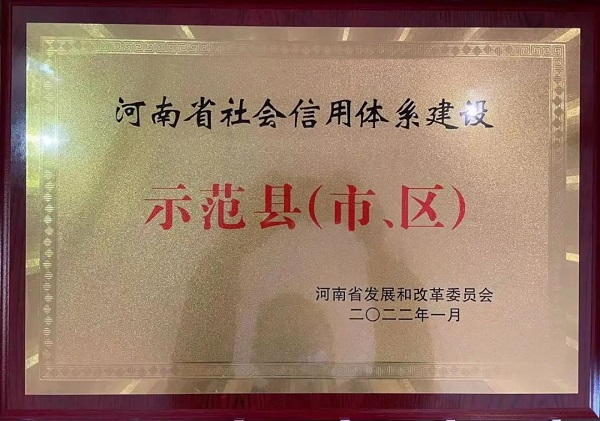 河南省社会信用体系建设
示范县(市、区)
河南省发展和改革委员会
二〇二二年一月